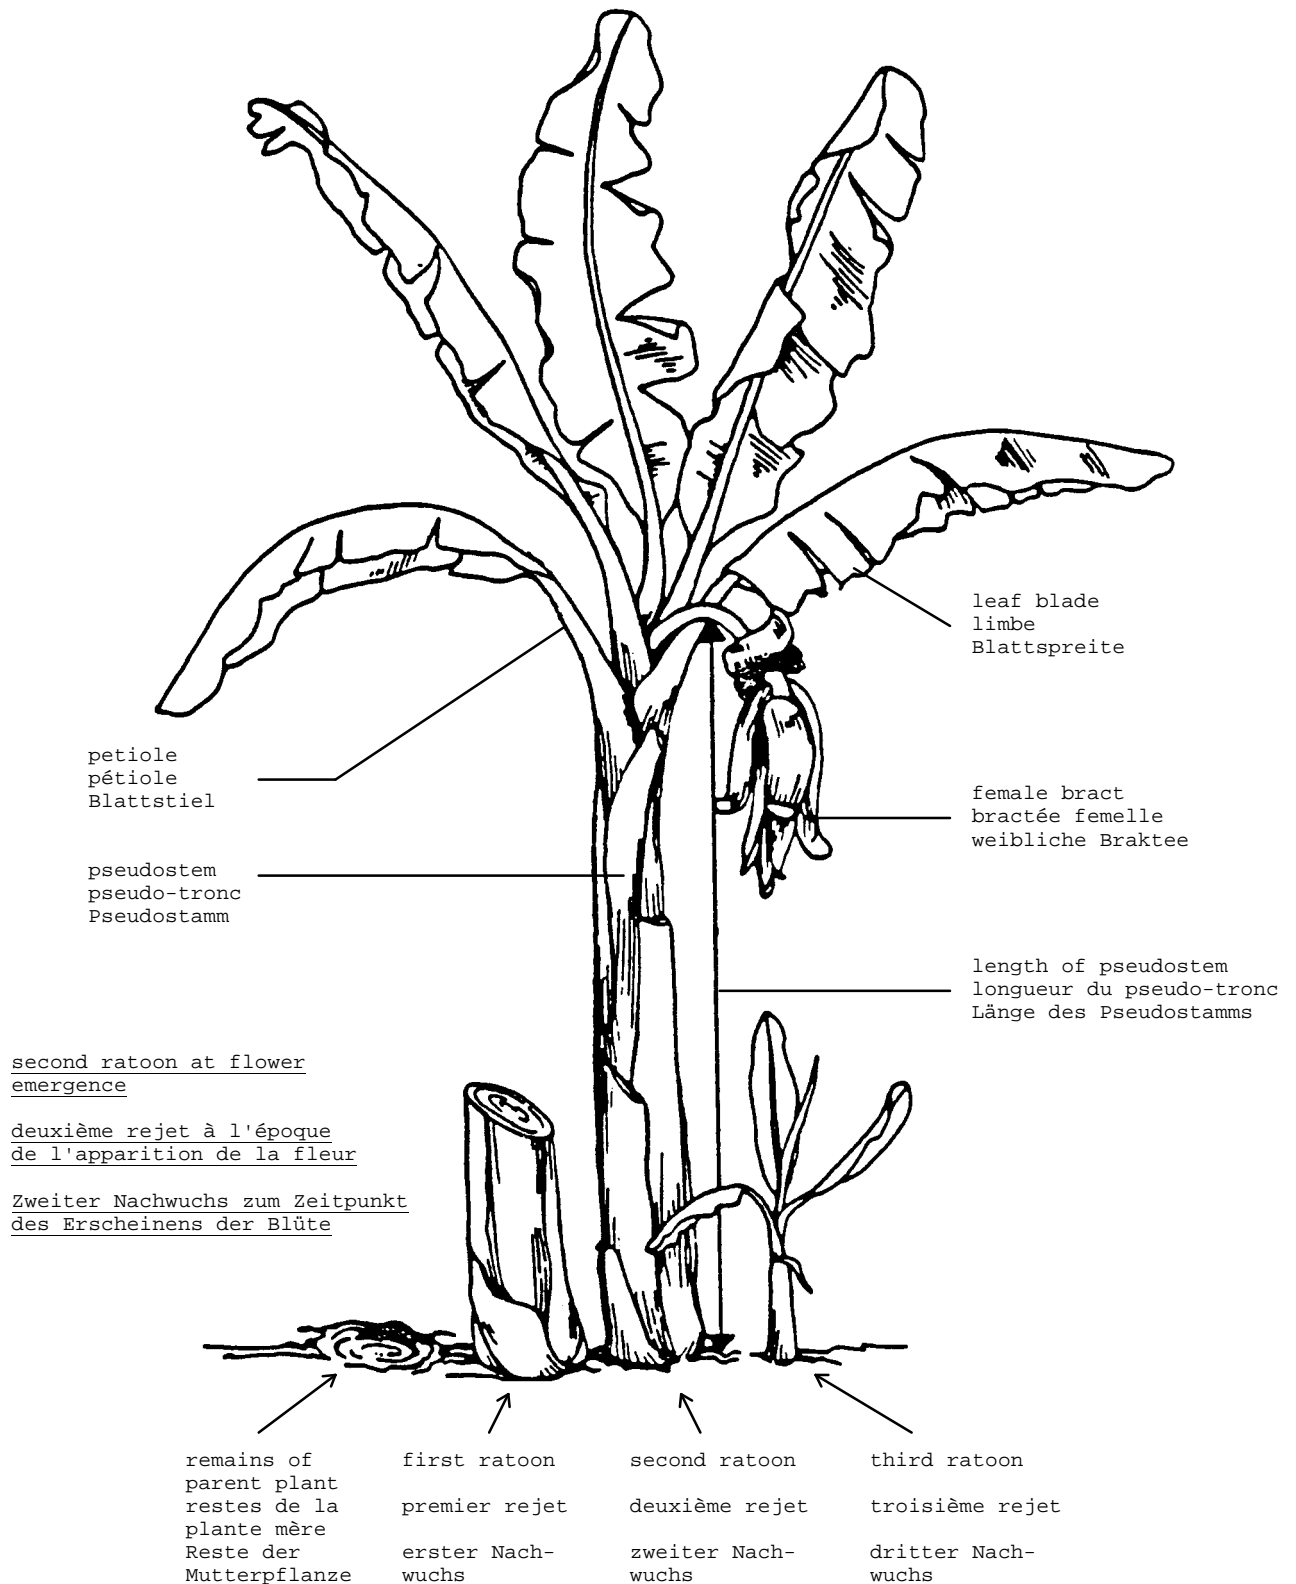 leaf blade
limbe
Blattspreite
petiole
pétiole
Blattstiel
female bract
bractée femelle
weibliche Braktee
pseudostem
pseudo-tronc
Pseudostamm
length of pseudostem
longueur du pseudo-tronc
Länge des Pseudostamms
second ratoon at flower
emergence
deuxième rejet à l'époque
de l'apparition de la fleur
Zweiter Nachwuchs zum Zeitpunkt
des Erscheinens der Blüte
remains of
parent plant
restes de la
plante mère
Reste der
Mutterpflanze
first ratoon
premier rejet
erster Nach-
wuchs
second ratoon
deuxième rejet
zweiter Nach-
wuchs
third ratoon
troisième rejet
dritter Nach-
wuchs